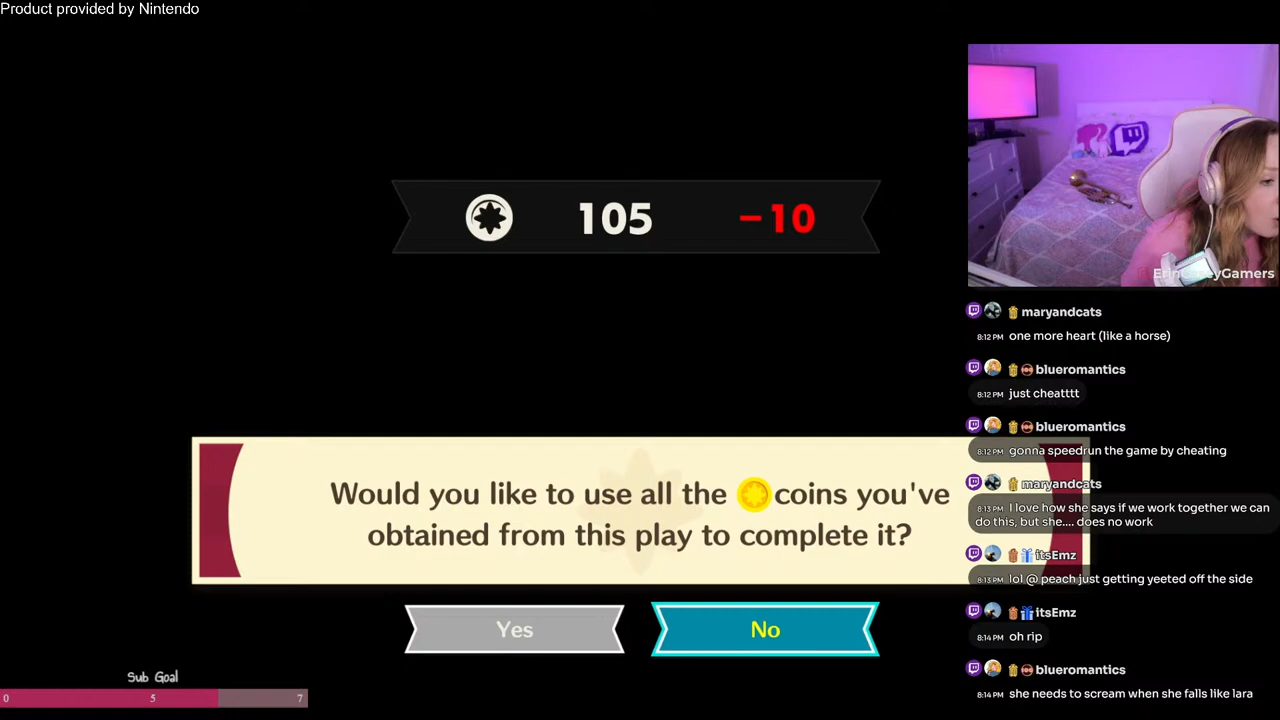 Product provided by Nintendo
105 -10
Would you like to use all the coins you've
obtained from this play to complete it?
Yes
No
Sub Goal
0 5 7
ErinCaseyGamers
maryandcats
8:12 PM one more heart (like a horse)
blueromantics
8:12 PM just cheatttt
blueromantics
8:12 PM gonna speedrun the game by cheating
maryandcats
8:13 PM I love how she says if we work together we can
do this, but she.... does no work
itsEmz
8:13 PM lol @ peach just getting yeeted off the side
itsEmz
8:14 PM oh rip
blueromantics
8:14 PM she needs to scream when she falls like lara